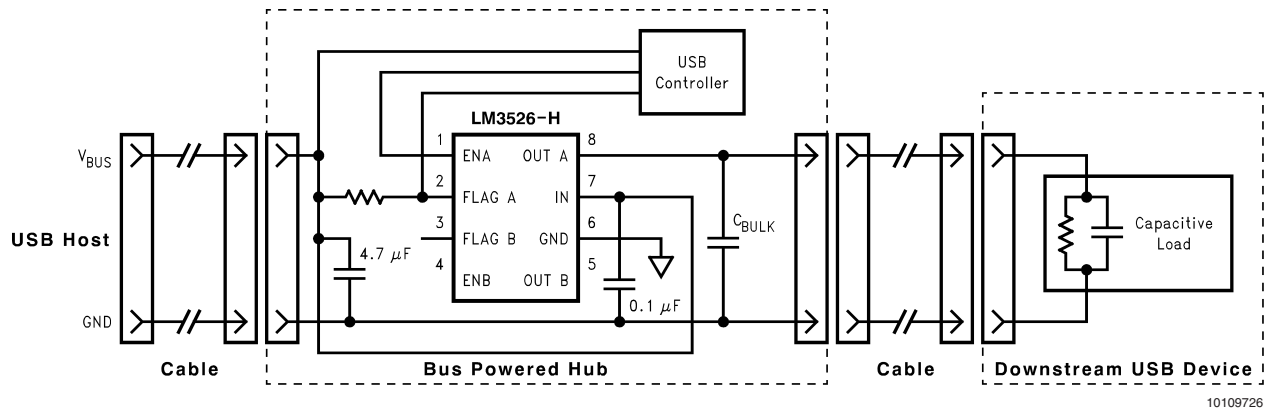 USB
Controller
LM3526-H
1
8
V_BUS
ENA
OUT A
2
7
FLAG A
IN
3
6
C_BULK
Capacitive
Load
USB Host
FLAG B
GND
4.7 μF
4
5
ENB
OUT B
0.1 μF
GND
Cable
Bus Powered Hub
Cable
Downstream USB Device
10109726